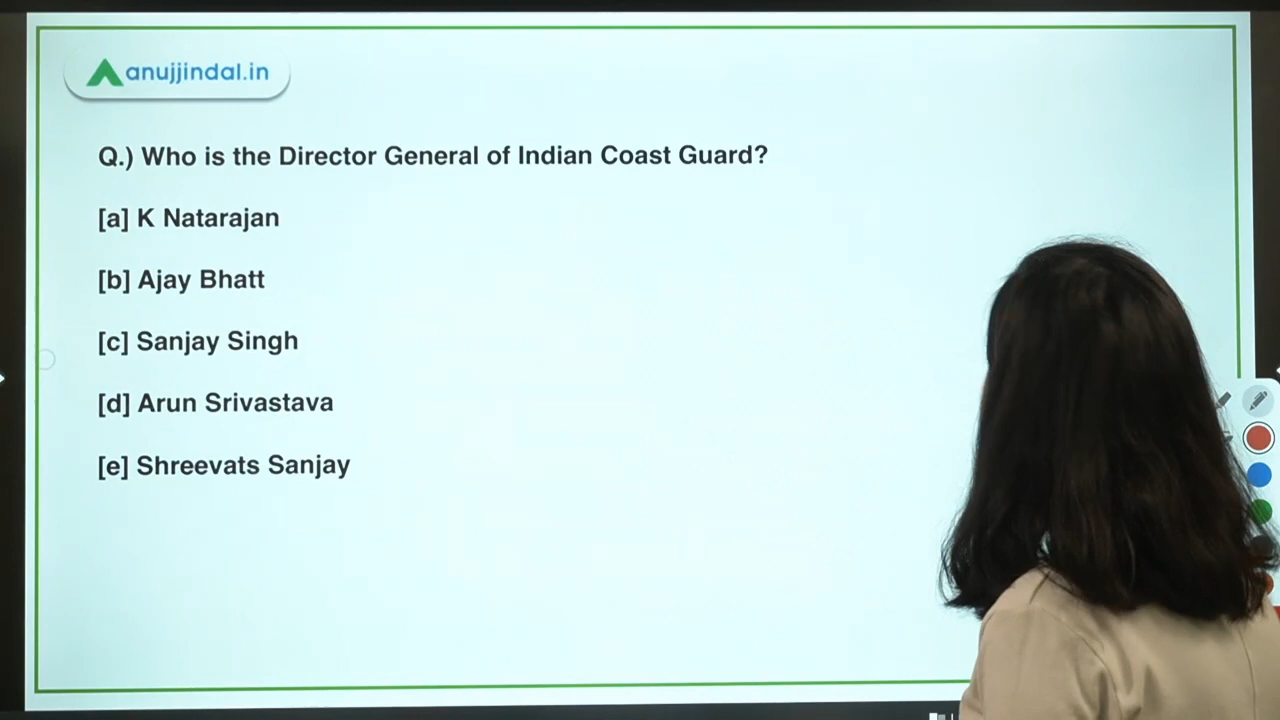 anujjindal.in
Q.) Who is the Director General of Indian Coast Guard?
[a] K Natarajan
[b] Ajay Bhatt
[c] Sanjay Singh
[d] Arun Srivastava
[e] Shreevats Sanjay